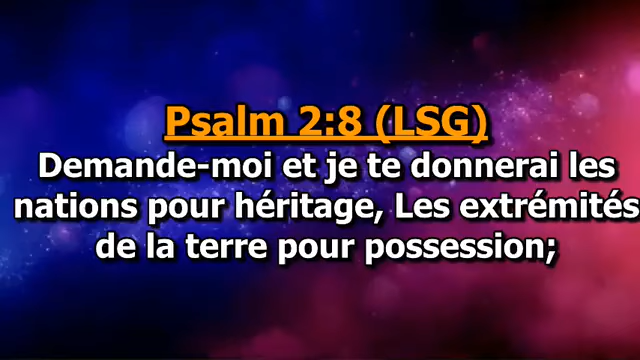 Psalm 2:8 (LSG)
Demande-moi et je te donnerai les
nations pour héritage, Les extrémités
de la terre pour possession;